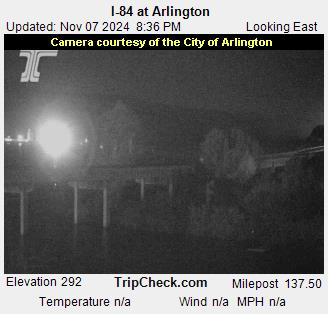 I-84 at Arlington
Updated: Nov 07 2024 8:36 PM Looking East
Camera courtesy of the City of Arlington
Elevation 292 TripCheck.com Milepost 137.50
Temperature n/a Wind n/a MPH n/a